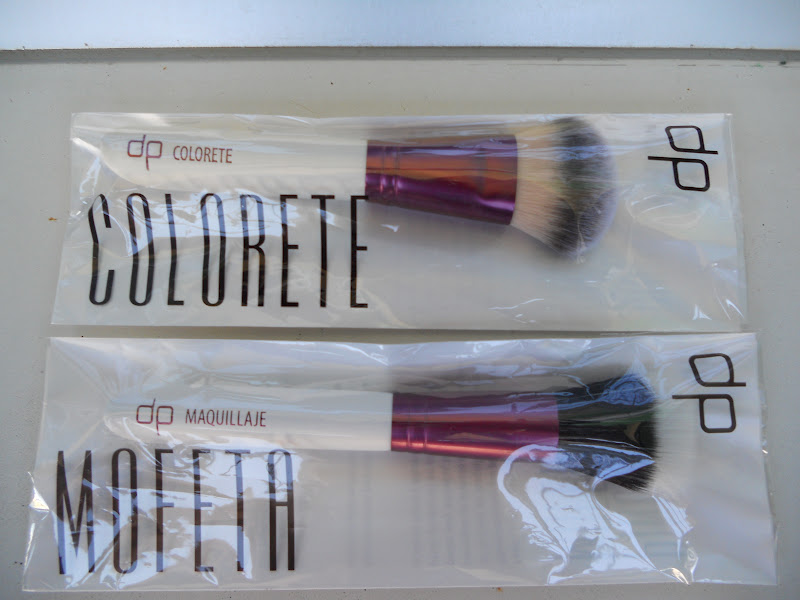 dp COLORETE
dp
COLORETE
dp MAQUILLAJE
dp
MOFETA